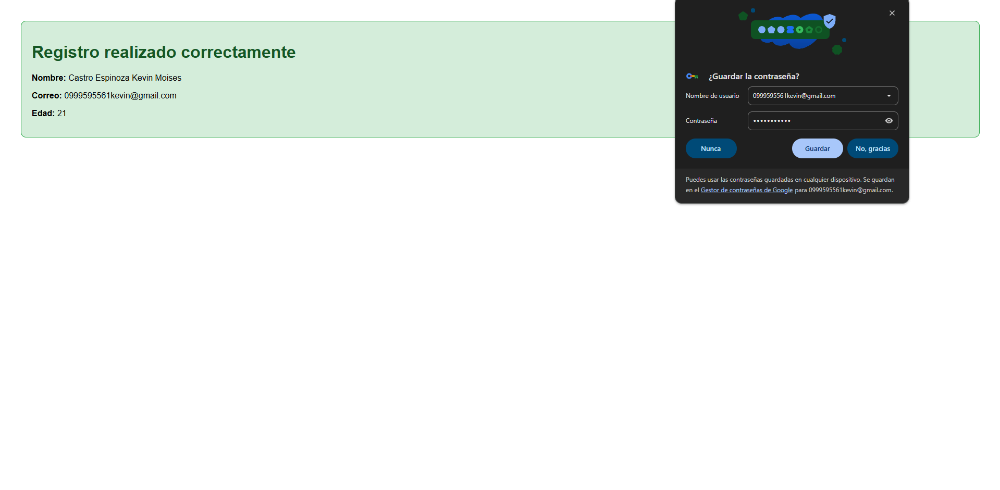 Registro realizado correctamente
Nombre: Castro Espinoza Kevin Moises
Correo: 0999595561kevin@gmail.com
Edad: 21
¿Guardar la contraseña?
Nombre de usuario 0999595561kevin@gmail.com
Contraseña •••••••••••
Nunca Guardar No, gracias
Puedes usar las contraseñas guardadas en cualquier dispositivo. Se guardan
en el Gestor de contraseñas de Google para 0999595561kevin@gmail.com.